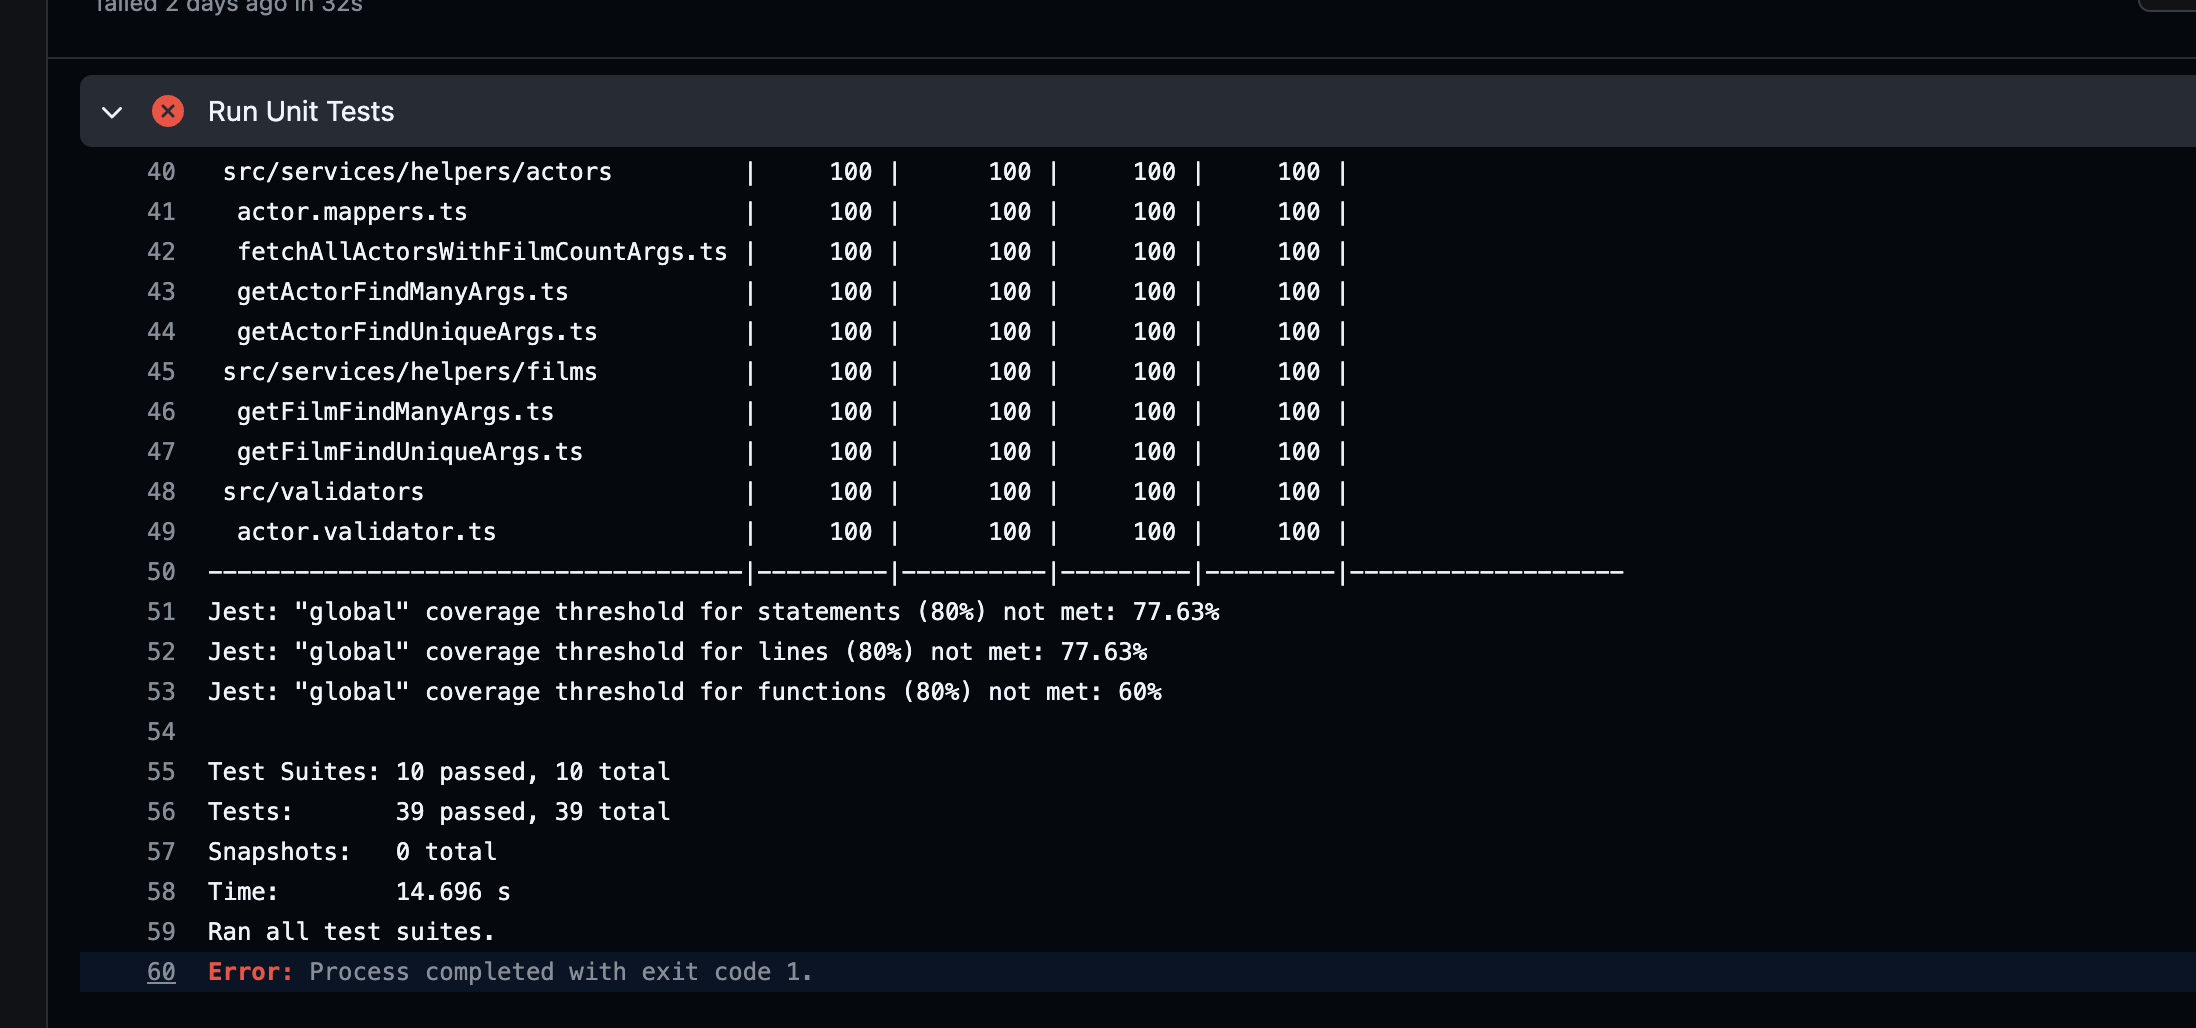 failed 2 days ago in 32s
Run Unit Tests
40 src/services/helpers/actors | 100 | 100 | 100 | 100 |
41 actor.mappers.ts | 100 | 100 | 100 | 100 |
42 fetchAllActorsWithFilmCountArgs.ts | 100 | 100 | 100 | 100 |
43 getActorFindManyArgs.ts | 100 | 100 | 100 | 100 |
44 getActorFindUniqueArgs.ts | 100 | 100 | 100 | 100 |
45 src/services/helpers/films | 100 | 100 | 100 | 100 |
46 getFilmFindManyArgs.ts | 100 | 100 | 100 | 100 |
47 getFilmFindUniqueArgs.ts | 100 | 100 | 100 | 100 |
48 src/validators | 100 | 100 | 100 | 100 |
49 actor.validator.ts | 100 | 100 | 100 | 100 |
50 -------------------------------------|---------|----------|---------|---------|-------------------
51 Jest: "global" coverage threshold for statements (80%) not met: 77.63%
52 Jest: "global" coverage threshold for lines (80%) not met: 77.63%
53 Jest: "global" coverage threshold for functions (80%) not met: 60%
54
55 Test Suites: 10 passed, 10 total
56 Tests: 39 passed, 39 total
57 Snapshots: 0 total
58 Time: 14.696 s
59 Ran all test suites.
60 Error: Process completed with exit code 1.